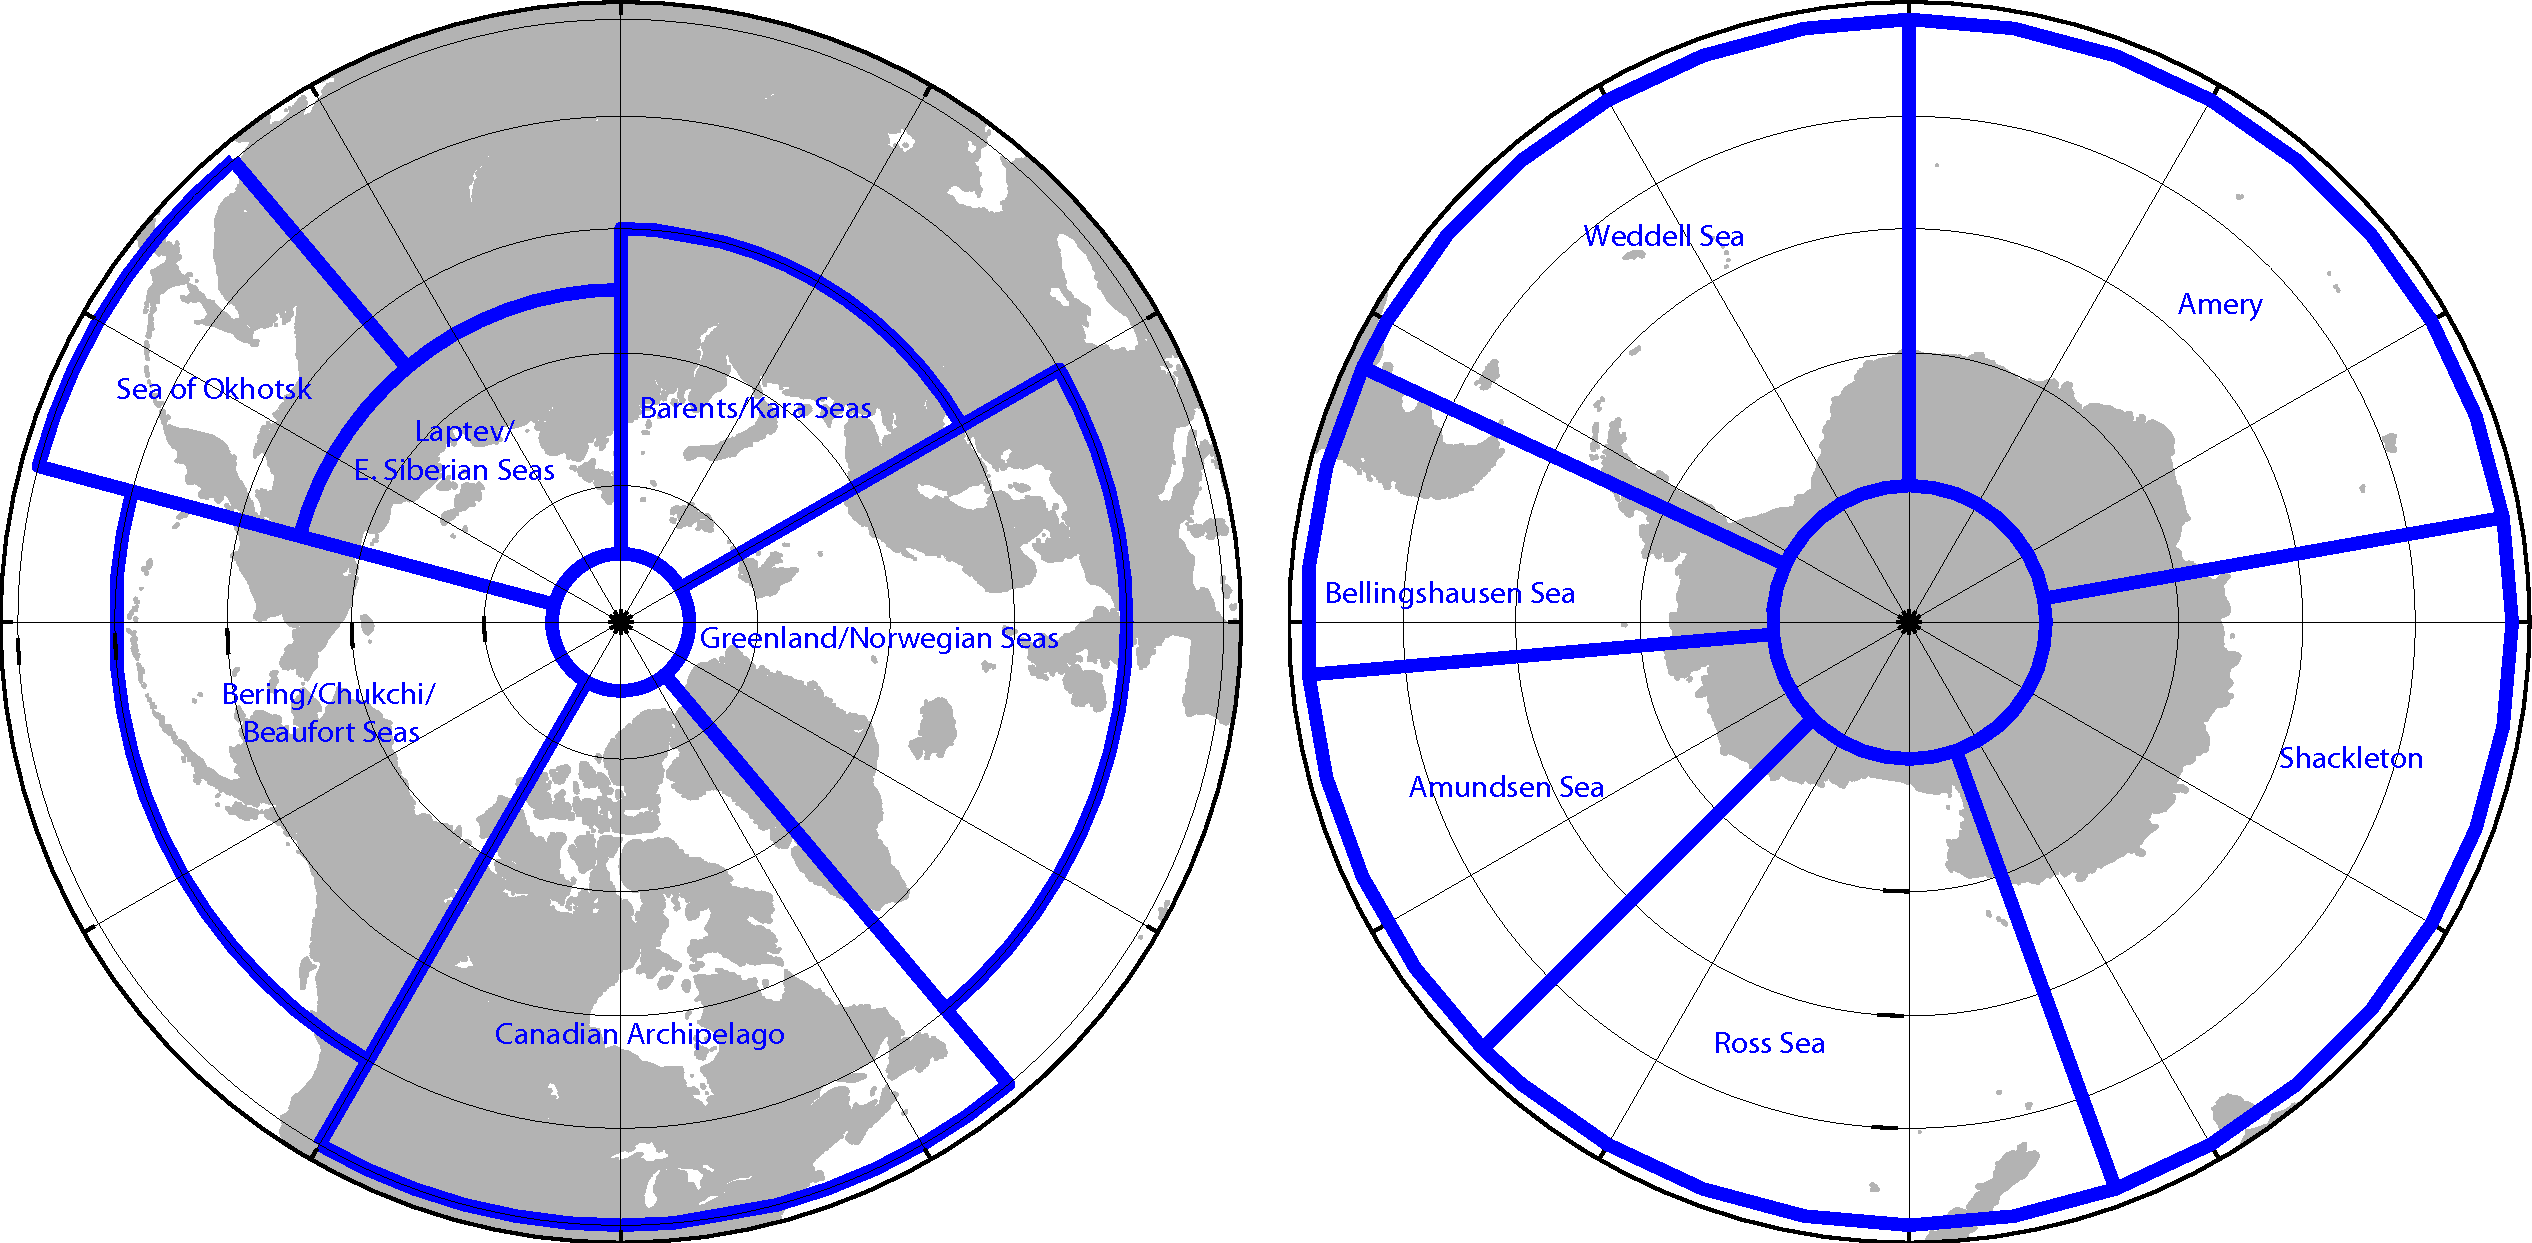 Sea of Okhotsk
Laptev/
E. Siberian Seas
Barents/Kara Seas
Greenland/Norwegian Seas
Bering/Chukchi/
Beaufort Seas
Canadian Archipelago
Weddell Sea
Amery
Bellingshausen Sea
Shackleton
Amundsen Sea
Ross Sea